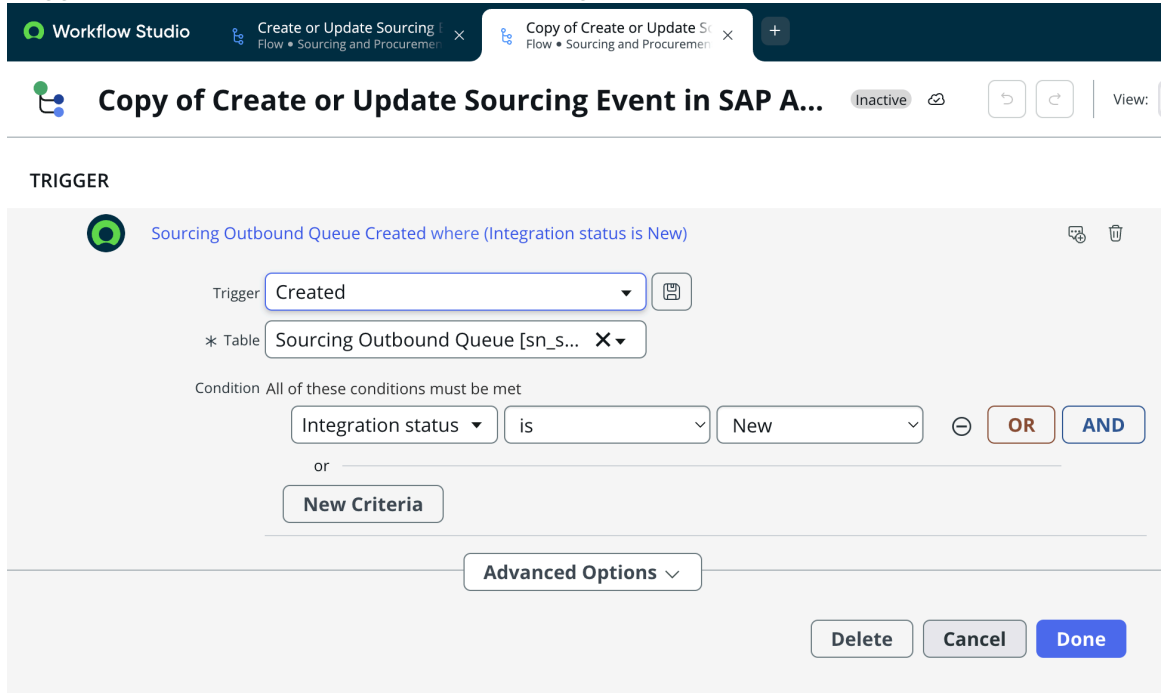 Workflow Studio
Create or Update Sourcing
Flow • Sourcing and Procuremen
Copy of Create or Update
Flow • Sourcing and Procuremen
Copy of Create or Update Sourcing Event in SAP A...
Inactive
View:
TRIGGER
Sourcing Outbound Queue Created where (Integration status is New)
Trigger
Created
* Table
Sourcing Outbound Queue [sn_s...
Condition
All of these conditions must be met
Integration status
is
New
OR
AND
or
New Criteria
Advanced Options
Delete
Cancel
Done